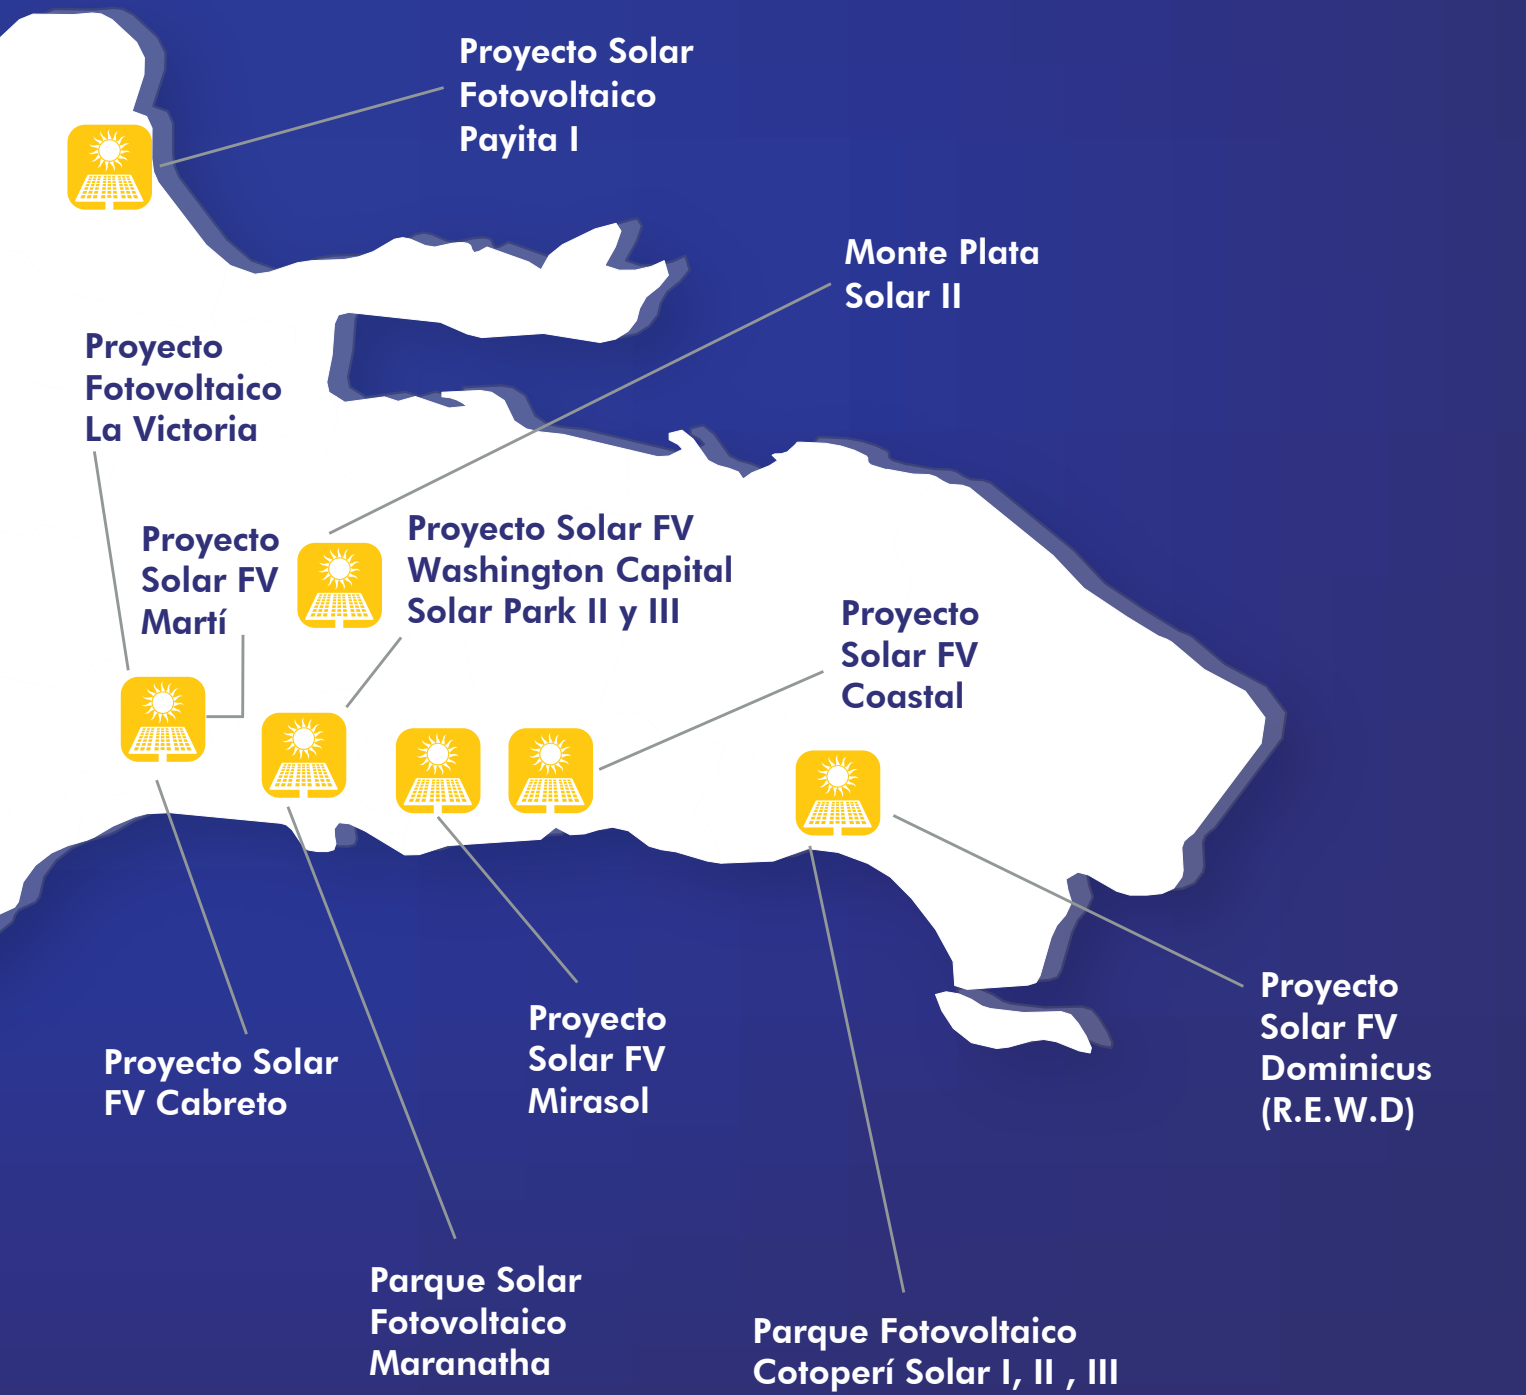 Proyecto Solar
Fotovoltaico
Payita I
Monte Plata
Solar II
Proyecto
Fotovoltaico
La Victoria
Proyecto
Solar FV
Martí
Proyecto Solar FV
Washington Capital
Solar Park II y III
Proyecto
Solar FV
Coastal
Proyecto
Solar FV
Dominicus
(R.E.W.D)
Proyecto
Solar FV
Mirasol
Proyecto Solar
FV Cabreto
Parque Solar
Fotovoltaico
Maranatha
Parque Fotovoltaico
Cotoperí Solar I, II , III